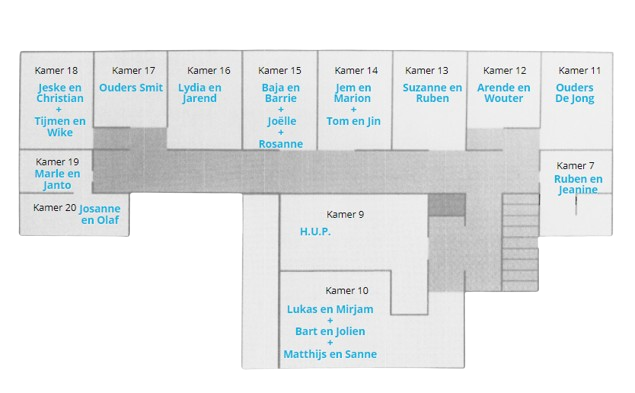 Kamer 18
Jeske en
Christian
+
Tijmen en
Wike
Kamer 17
Ouders Smit
Kamer 16
Lydia en
Jarend
Kamer 15
Baja en
Barrie
+
Joëlle
+
Rosanne
Kamer 14
Jem en
Marion
+
Tom en Jin
Kamer 13
Suzanne en
Ruben
Kamer 12
Arende en
Wouter
Kamer 11
Ouders
De Jong
Kamer 19
Marle en
Janto
Kamer 7
Ruben en
Jeanine
Kamer 20 Josanne
en Olaf
Kamer 9
H.U.P.
Kamer 10
Lukas en Mirjam
+
Bart en Jolien
+
Matthijs en Sanne